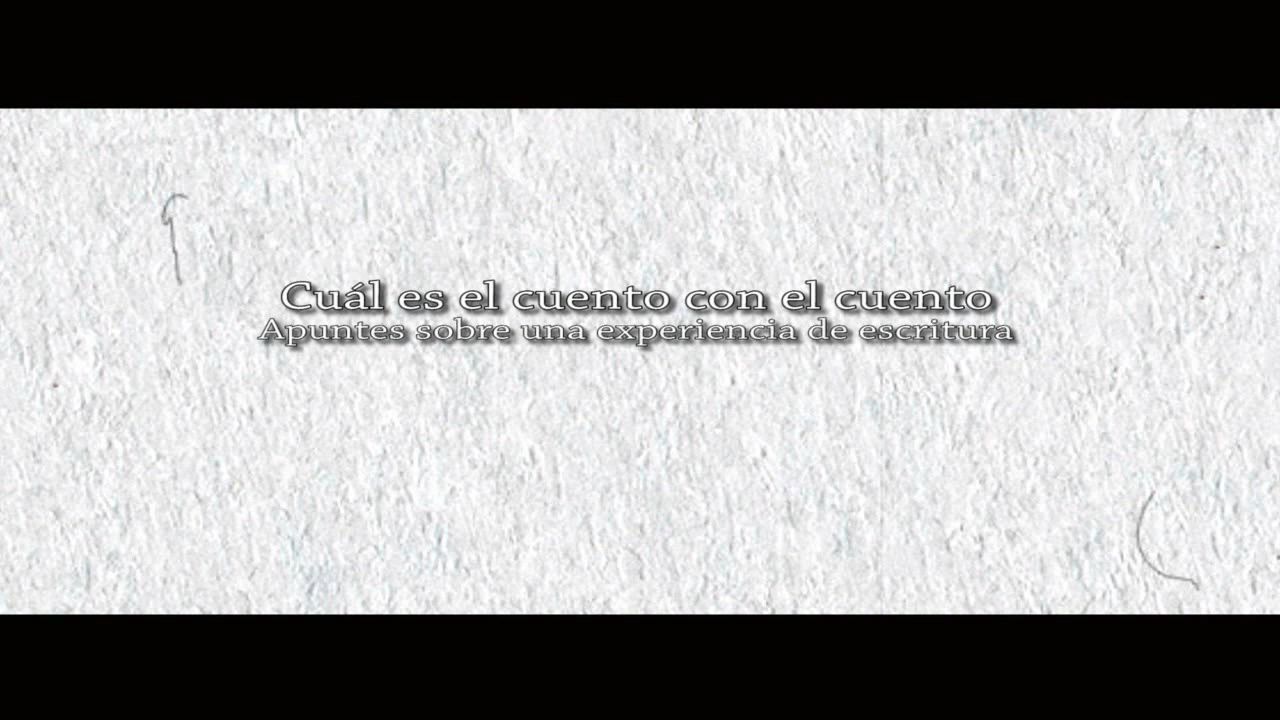 Cuál es el cuento con el cuento
Apuntes sobre una experiencia de escritura